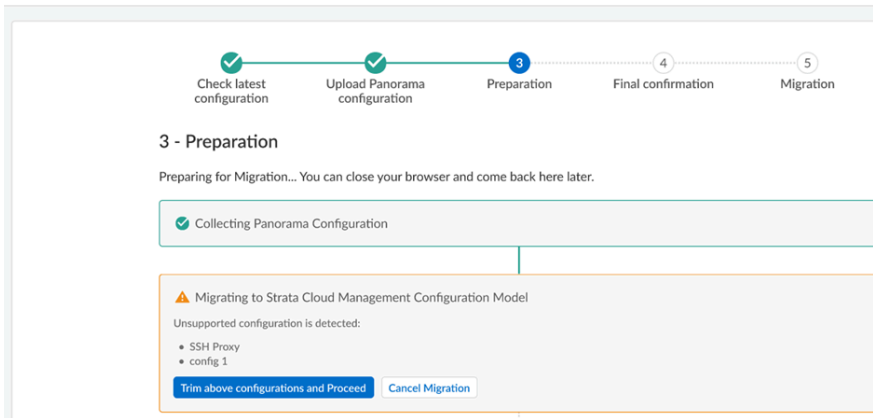 Check latest
configuration
Upload Panorama
configuration
3
Preparation
4
Final confirmation
5
Migration
3 - Preparation
Preparing for Migration... You can close your browser and come back here later.
Collecting Panorama Configuration
Migrating to Strata Cloud Management Configuration Model
Unsupported configuration is detected:
• SSH Proxy
• config 1
Trim above configurations and Proceed
Cancel Migration